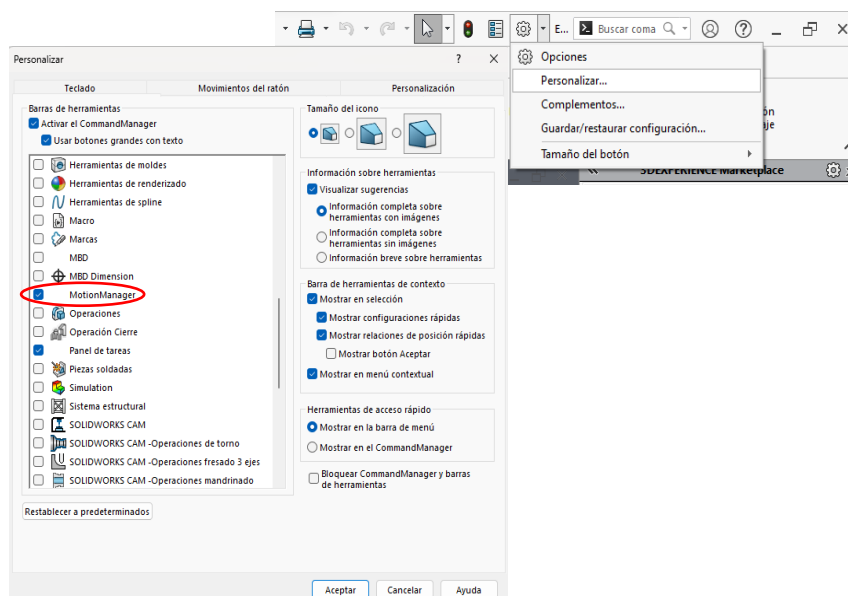 E...
Buscar coma
Opciones
Personalizar...
Complementos...
Guardar/restaurar configuración...
Tamaño del botón
ón
aje
3DEXPERIENCE Marketplace
Personalizar
Teclado
Movimientos del ratón
Personalización
Barras de herramientas
Activar el CommandManager
Usar botones grandes con texto
Herramientas de moldes
Herramientas de renderizado
Herramientas de spline
Macro
Marcas
MBD
MBD Dimension
MotionManager
Operaciones
Operación Cierre
Panel de tareas
Piezas soldadas
Simulation
Sistema estructural
SOLIDWORKS CAM
SOLIDWORKS CAM -Operaciones de torno
SOLIDWORKS CAM -Operaciones fresado 3 ejes
SOLIDWORKS CAM -Operaciones mandrinado
Restablecer a predeterminados
Tamaño del icono
Información sobre herramientas
Visualizar sugerencias
Información completa sobre
herramientas con imágenes
Información completa sobre
herramientas sin imágenes
Información breve sobre herramientas
Barra de herramientas de contexto
Mostrar en selección
Mostrar configuraciones rápidas
Mostrar relaciones de posición rápidas
Mostrar botón Aceptar
Mostrar en menú contextual
Herramientas de acceso rápido
Mostrar en la barra de menú
Mostrar en el CommandManager
Bloquear CommandManager y barras
de herramientas
Aceptar
Cancelar
Ayuda